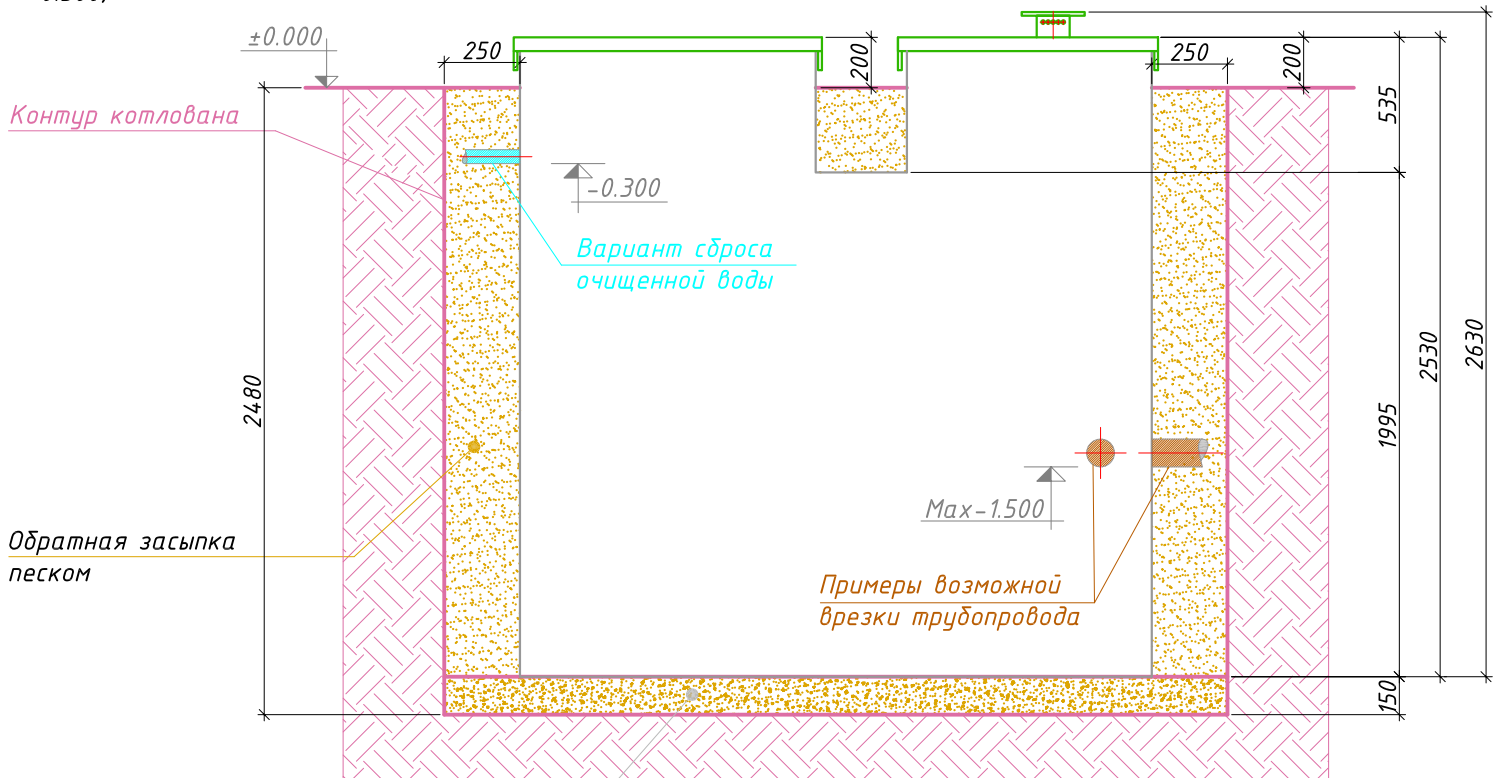 ±0.000
250
200
250
200
535
Контур котлована
-0.300
Вариант сброса
очищенной воды
2480
2530
2630
1995
Max-1.500
Обратная засыпка
песком
Примеры возможной
врезки трубопровода
150